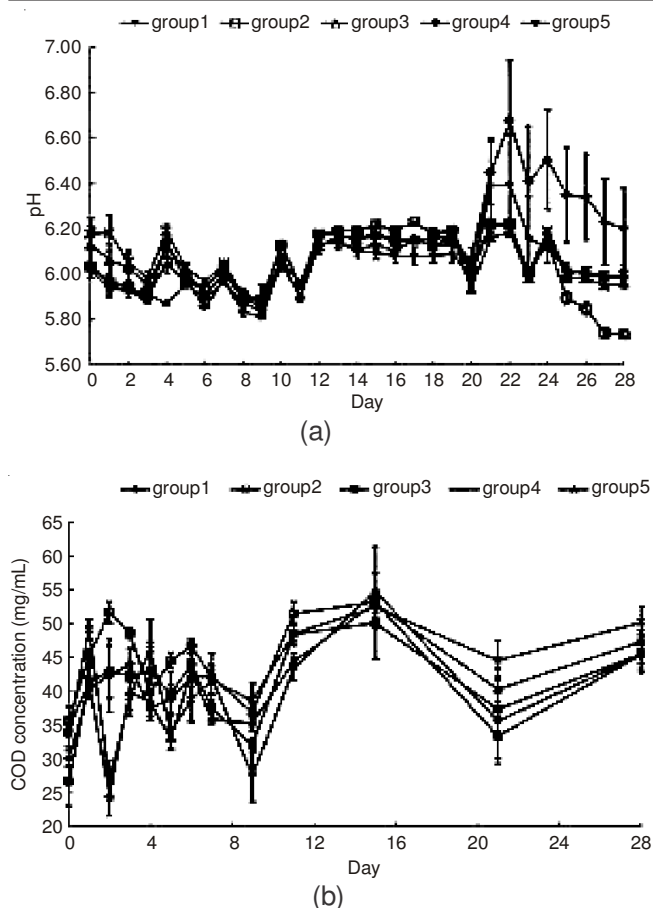 group1 group2 group3 group4 group5
7.00
6.80
6.60
6.40
6.20
6.00
5.80
5.60
pH
0 2 4 6 8 10 12 14 16 18 20 22 24 26 28
Day
(a)
group1 group2 group3 group4 group5
65
60
55
50
45
40
35
30
25
20
COD concentration (mg/mL)
0 4 8 12 16 20 24 28
Day
(b)